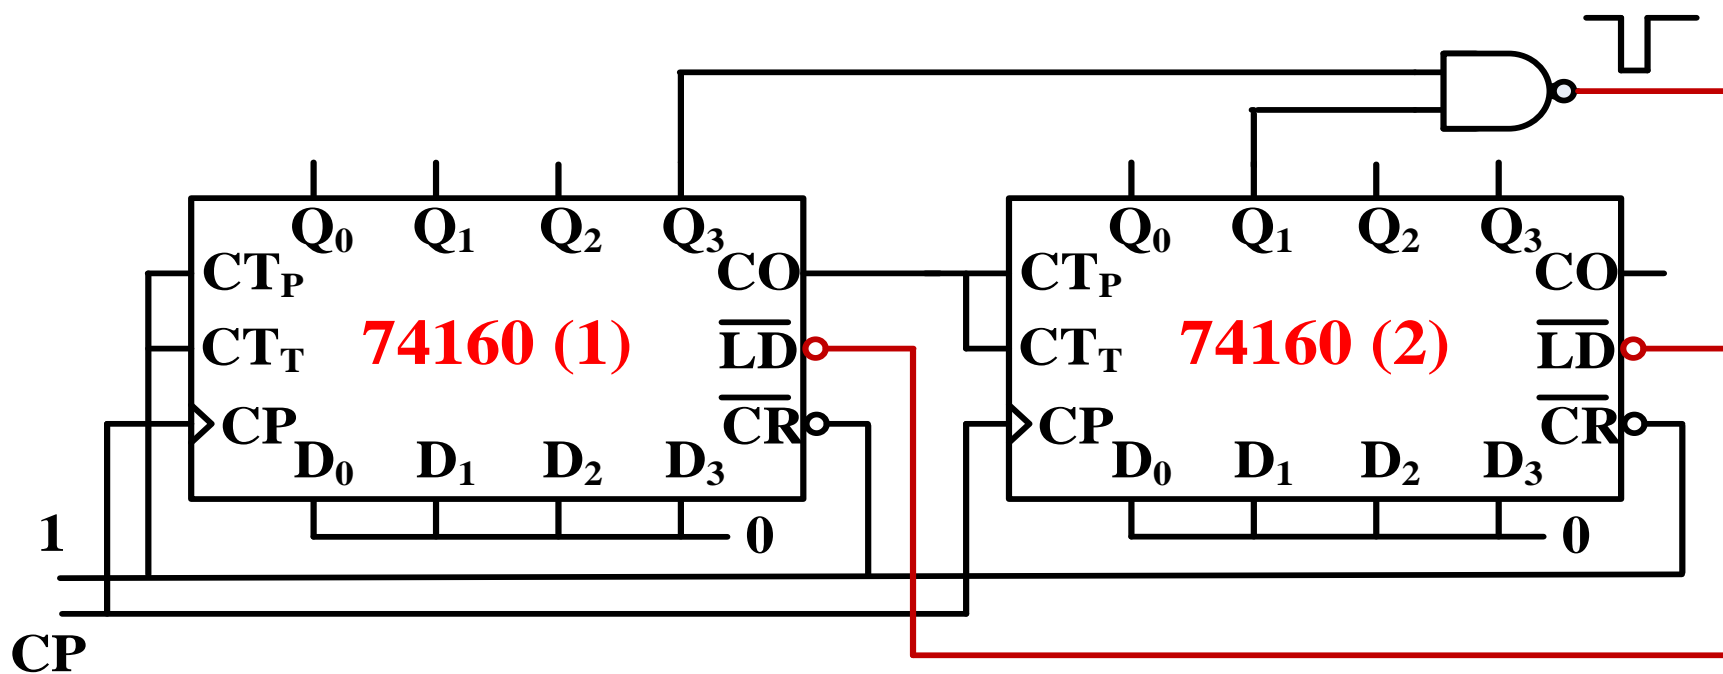 Q₀ Q₁ Q₂ Q₃ Q₀ Q₁ Q₂ Q₃
CTP CO CTP CO
CTT 74160 (1) LD CTT 74160 (2) LD
CP CR CP CR
D₀ D₁ D₂ D₃ D₀ D₁ D₂ D₃
1 0 0
CP